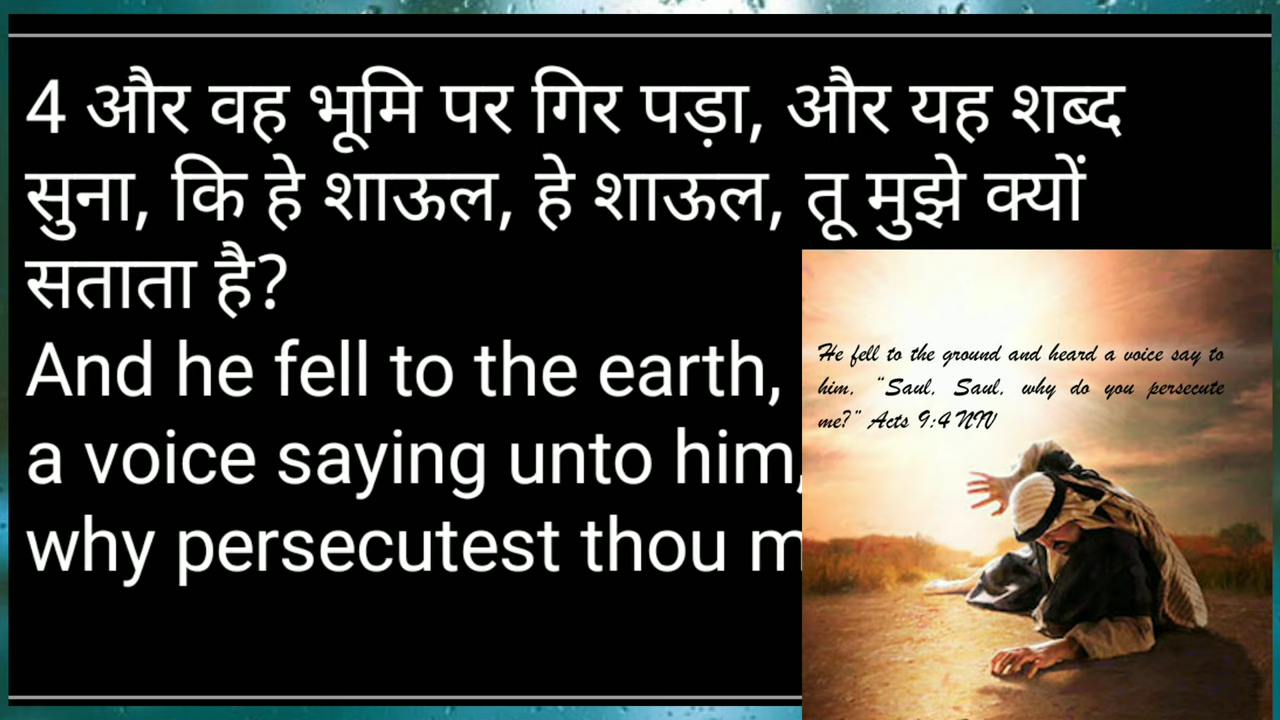 4 और वह भूमि पर गिर पड़ा, और यह शब्द
सुना, कि हे शाऊल, हे शाऊल, तू मुझे क्यों
सताता है?
And he fell to the earth,
a voice saying unto him,
why persecutest thou m
He fell to the ground and heard a voice say to
him, "Saul, Saul, why do you persecute
me?" Acts 9:4 NIV